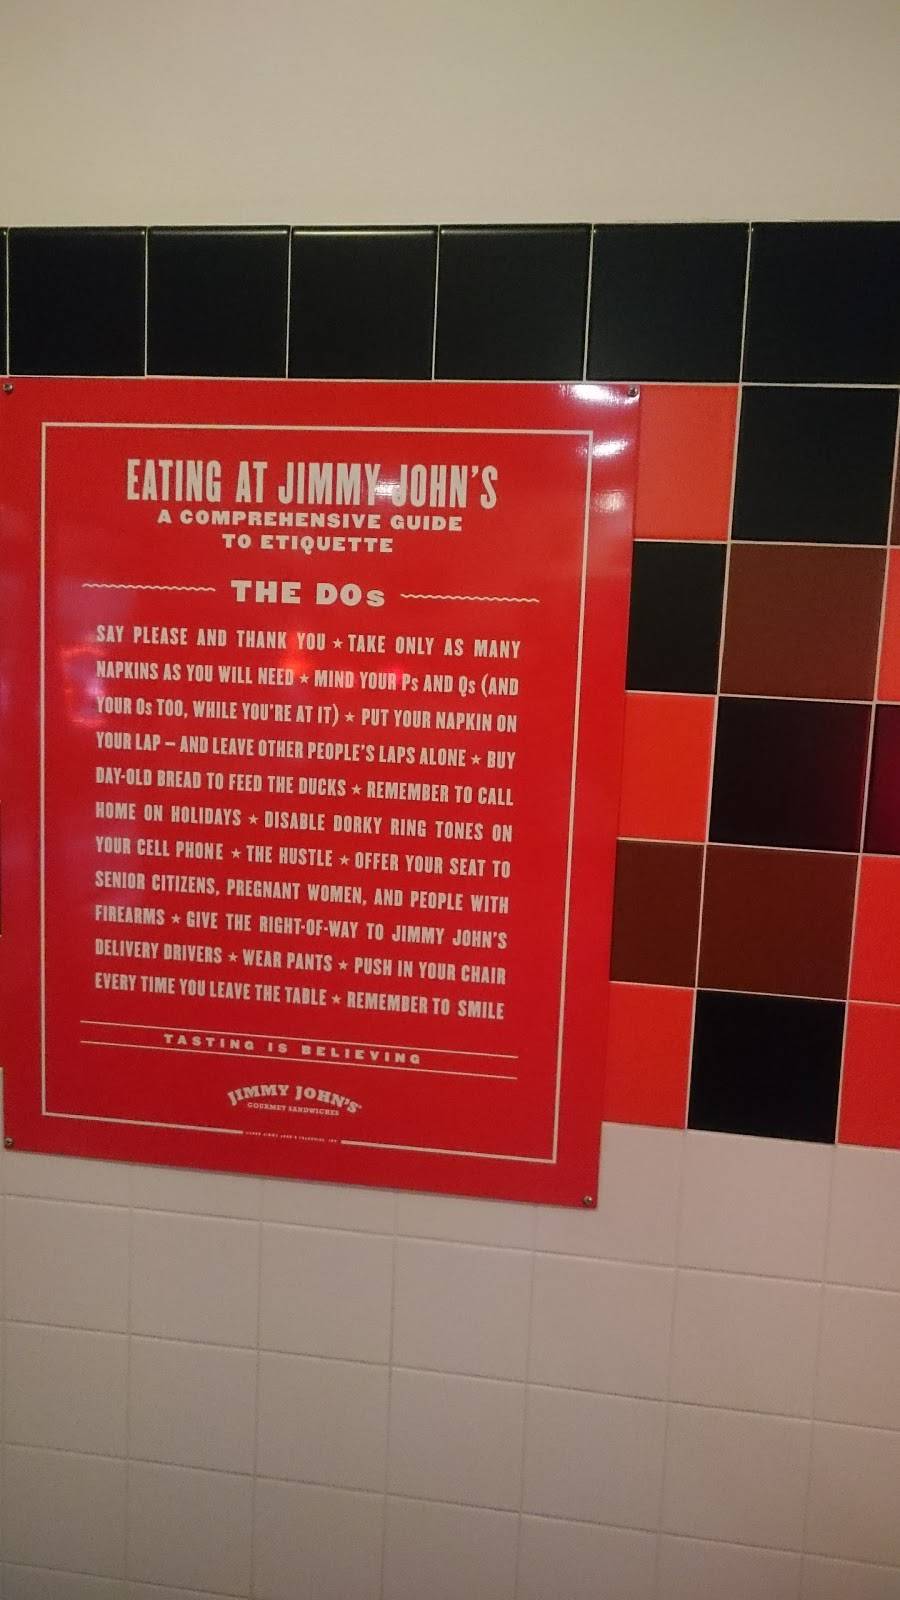 EATING AT JIMMY JOHN'S
A COMPREHENSIVE GUIDE
TO ETIQUETTE
THE DOs
SAY PLEASE AND THANK YOU ★ TAKE ONLY AS MANY
NAPKINS AS YOU WILL NEED ★ MIND YOUR Ps AND Qs (AND
YOUR Os TOO, WHILE YOU'RE AT IT) ★ PUT YOUR NAPKIN ON
YOUR LAP – AND LEAVE OTHER PEOPLE'S LAPS ALONE ★ BUY
DAY-OLD BREAD TO FEED THE DUCKS ★ REMEMBER TO CALL
HOME ON HOLIDAYS ★ DISABLE DORKY RING TONES ON
YOUR CELL PHONE ★ THE HUSTLE ★ OFFER YOUR SEAT TO
SENIOR CITIZENS, PREGNANT WOMEN, AND PEOPLE WITH
FIREARMS ★ GIVE THE RIGHT-OF-WAY TO JIMMY JOHN'S
DELIVERY DRIVERS ★ WEAR PANTS ★ PUSH IN YOUR CHAIR
EVERY TIME YOU LEAVE THE TABLE ★ REMEMBER TO SMILE
TASTING IS BELIEVING
JIMMY JOHN'S
GOURMET SANDWICHES
JIMMY JOHN'S FRANCHISE, INC.